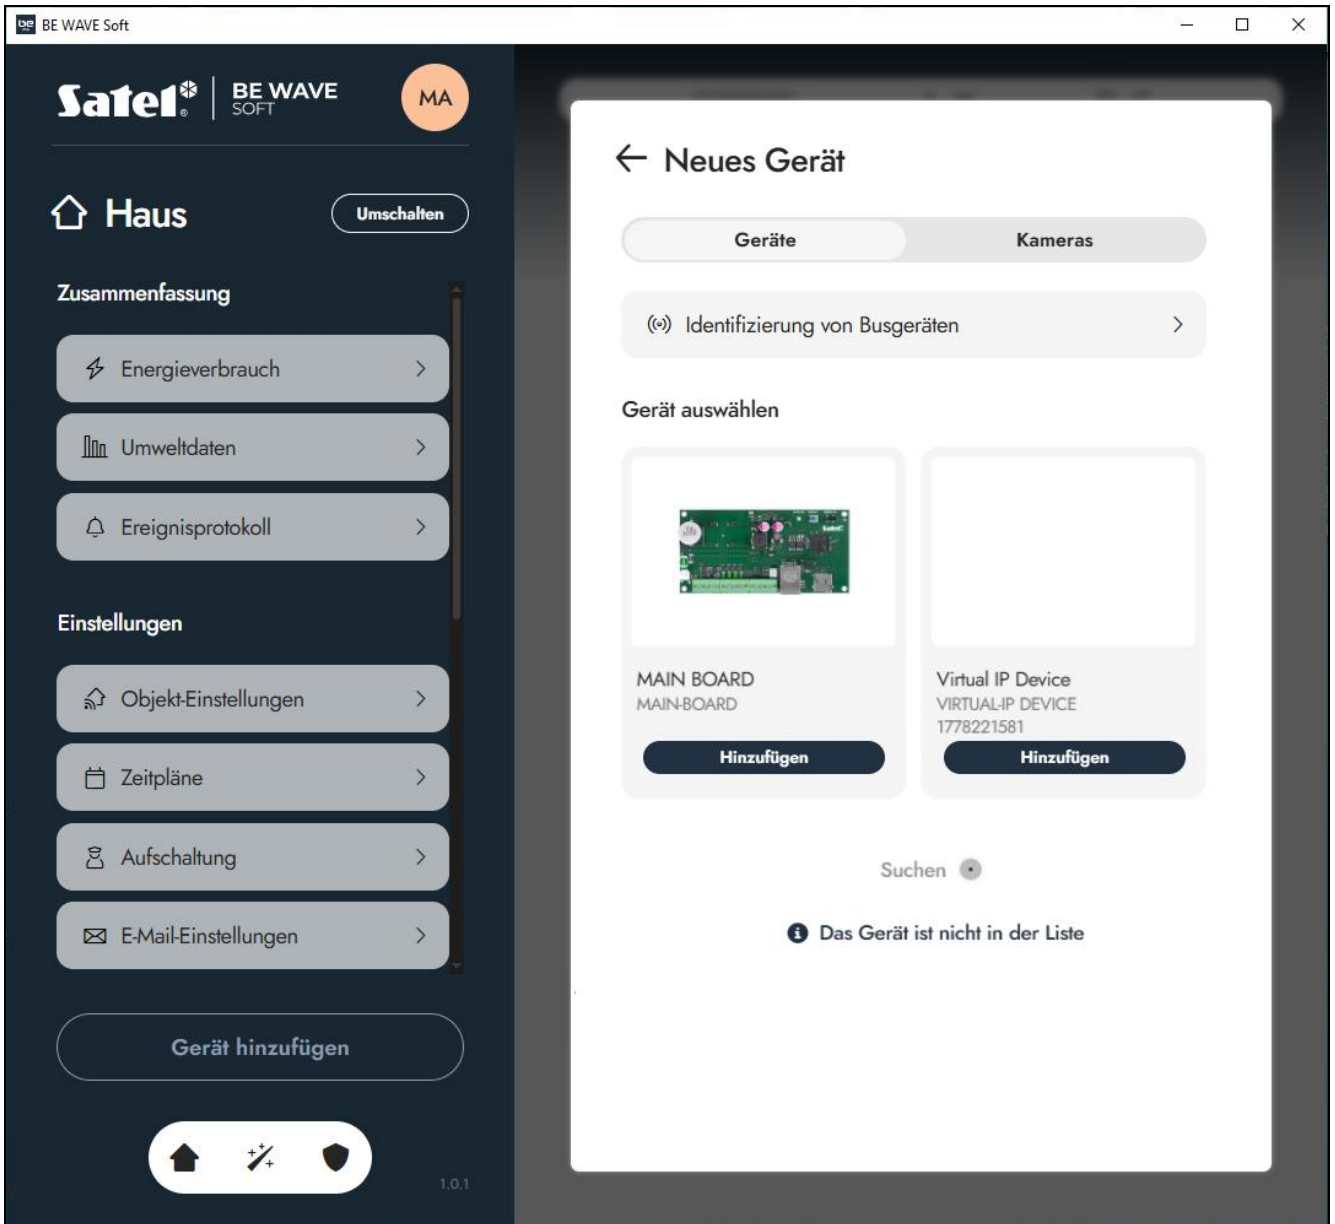 BE WAVE Soft
Satel®
BE WAVE
SOFT
MA
Haus
Umschalten
Zusammenfassung
Energieverbrauch
Umweltdaten
Ereignisprotokoll
Einstellungen
Objekt-Einstellungen
Zeitpläne
Aufschaltung
E-Mail-Einstellungen
Gerät hinzufügen
1.0.1
Neues Gerät
Geräte
Kameras
Identifizierung von Busgeräten
Gerät auswählen
MAIN BOARD
MAIN-BOARD
Hinzufügen
Virtual IP Device
VIRTUAL-IP DEVICE
1778221581
Hinzufügen
Suchen
Das Gerät ist nicht in der Liste